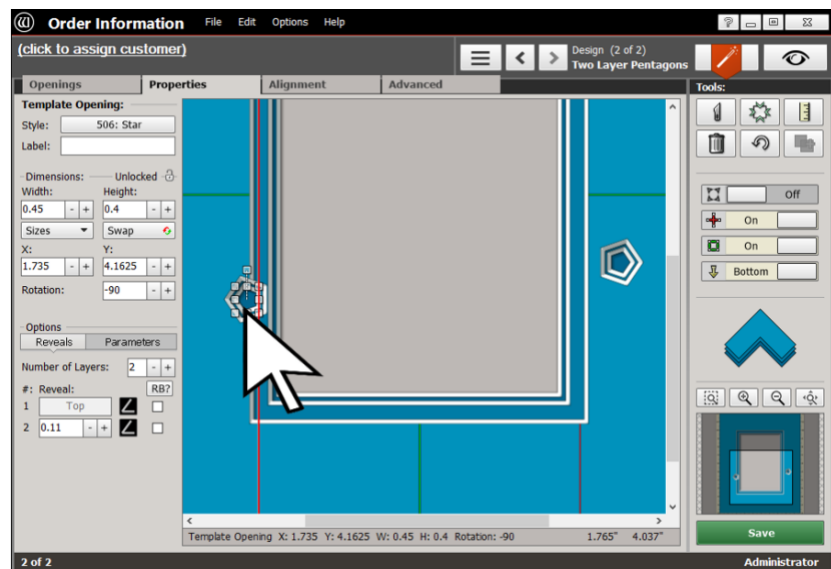 Order Information File Edit Options Help
(click to assign customer)
Design (2 of 2)
Two Layer Pentagons
Openings Properties Alignment Advanced
Tools:
Template Opening:
Style: 506: Star
Label:
Dimensions: Unlocked
Width: Height:
0.45 - + 0.4 - +
Sizes Swap
X: Y:
1.735 - + 4.1625 - +
Rotation: -90 - +
Options
Reveals Parameters
Number of Layers: 2 - +
#: Reveal: RB?
1 Top
2 0.11 - +
Off
On
On
Bottom
Save
Template Opening X: 1.735 Y: 4.1625 W: 0.45 H: 0.4 Rotation: -90 1.765" 4.037"
2 of 2 Administrator